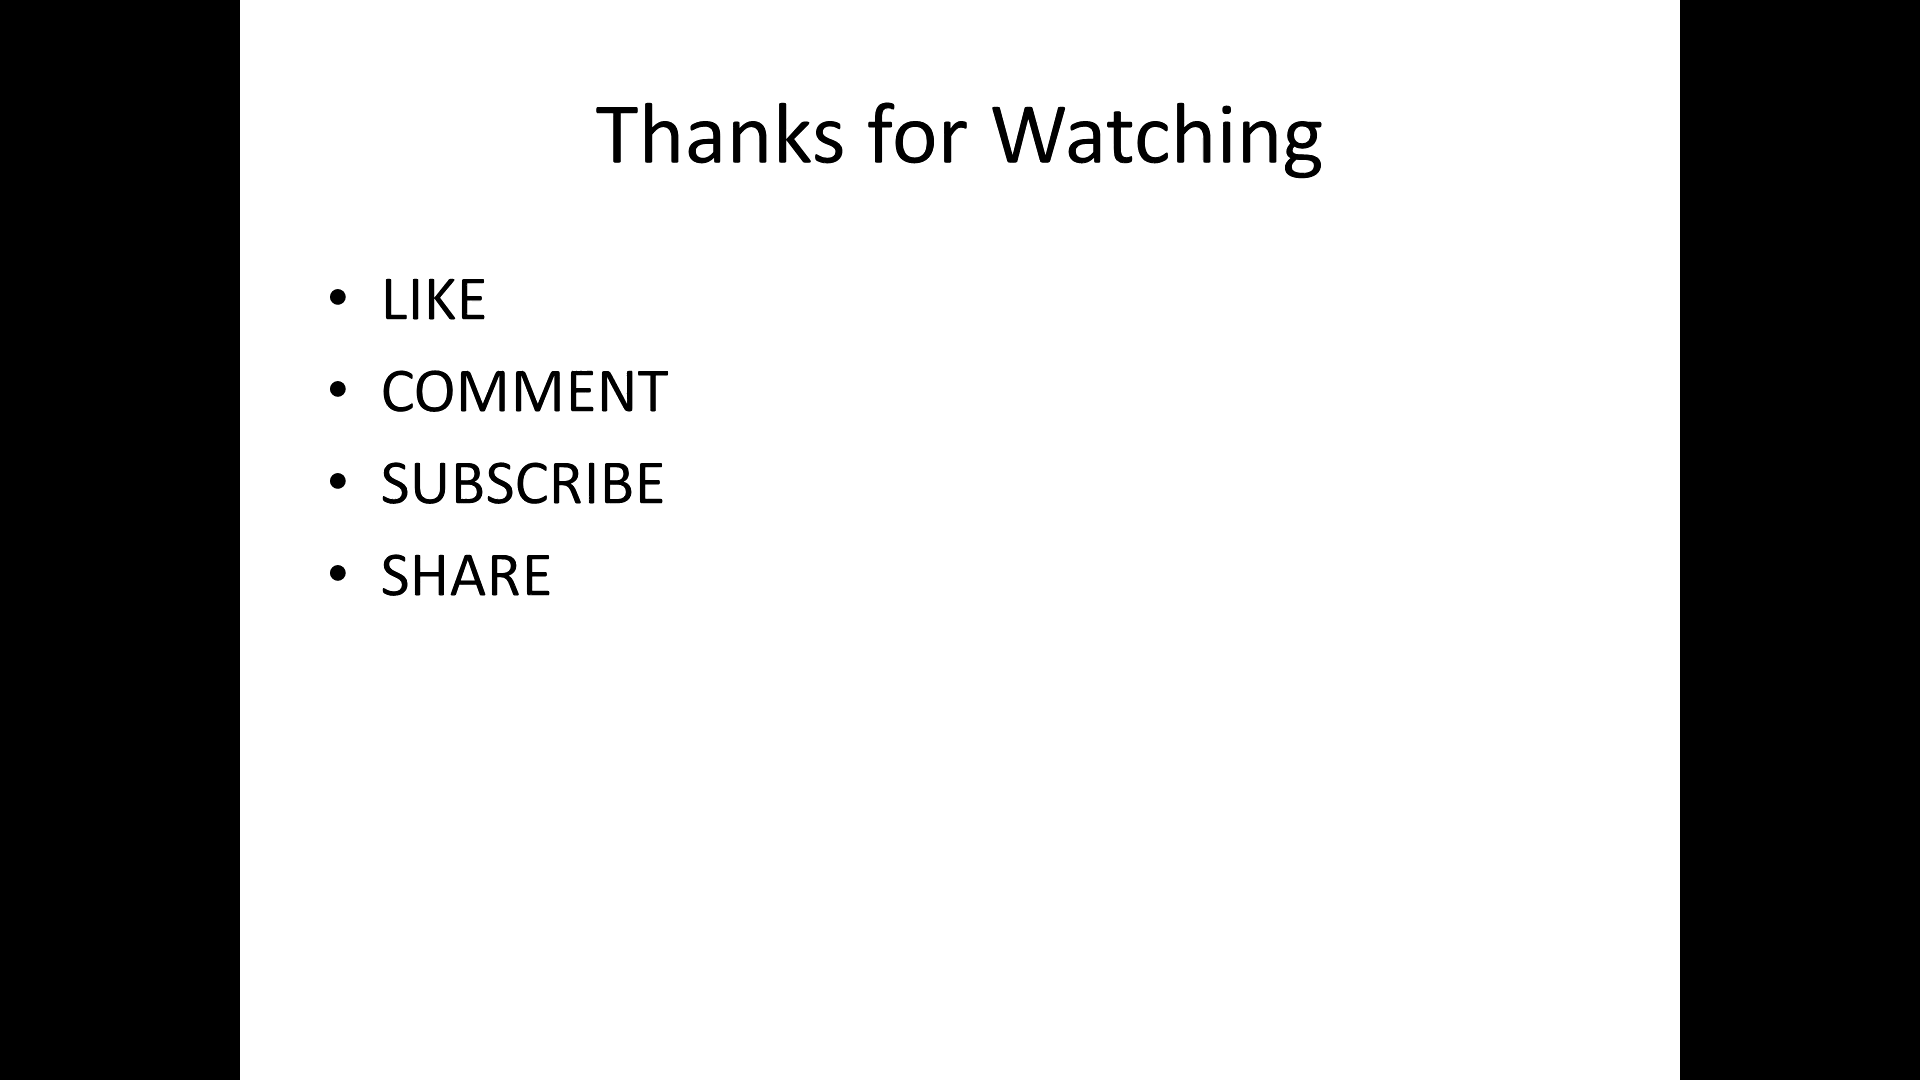 Thanks for Watching
• LIKE
• COMMENT
• SUBSCRIBE
• SHARE